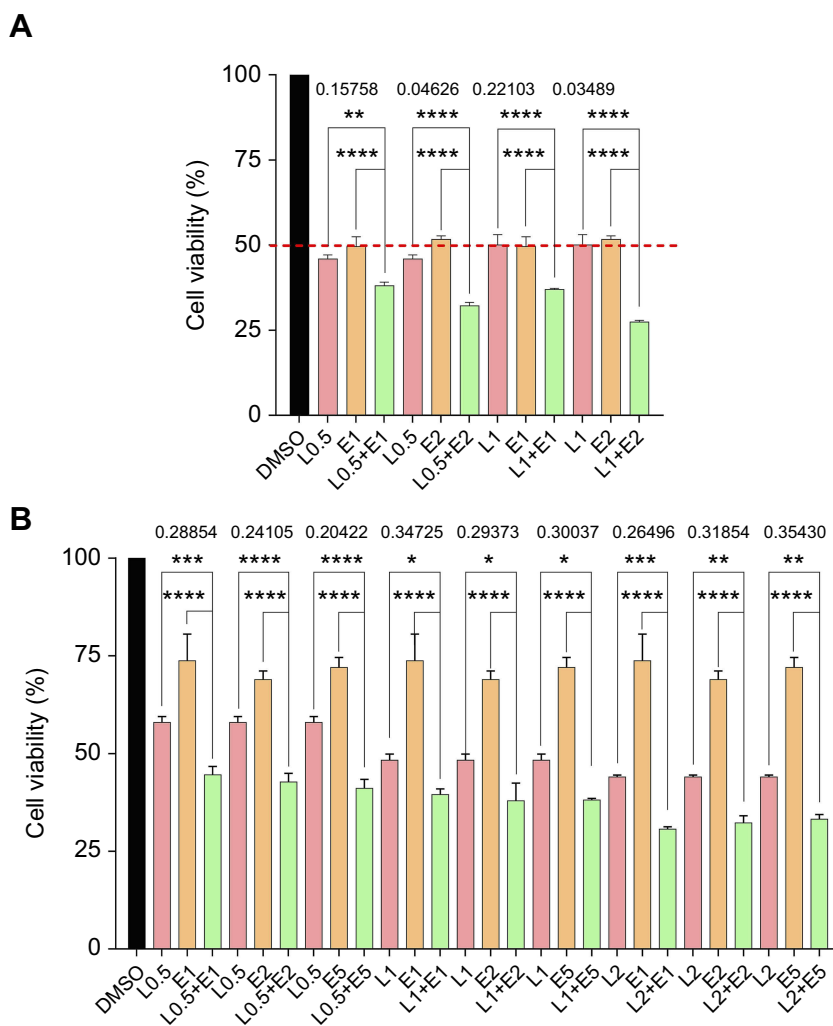 A
100
0.15758 0.04626 0.22103 0.03489
** **** **** ****
**** **** **** ****
75
50
25
0
Cell viability (%)
DMSO L0.5 E1 L0.5+E1 L0.5 E2 L0.5+E2 L1 E1 L1+E1 L1 E2 L1+E2
B
0.28854 0.24105 0.20422 0.34725 0.29373 0.30037 0.26496 0.31854 0.35430
100
*** **** **** * * * *** ** **
**** **** **** **** **** **** **** **** ****
75
50
25
0
Cell viability (%)
DMSO L0.5 E1 L0.5+E1 L0.5 E2 L0.5+E2 L0.5 E5 L0.5+E5 L1 E1 L1+E1 L1 E2 L1+E2 L1 E5 L1+E5 L2 E1 L2+E1 L2 E2 L2+E2 L2 E5 L2+E5